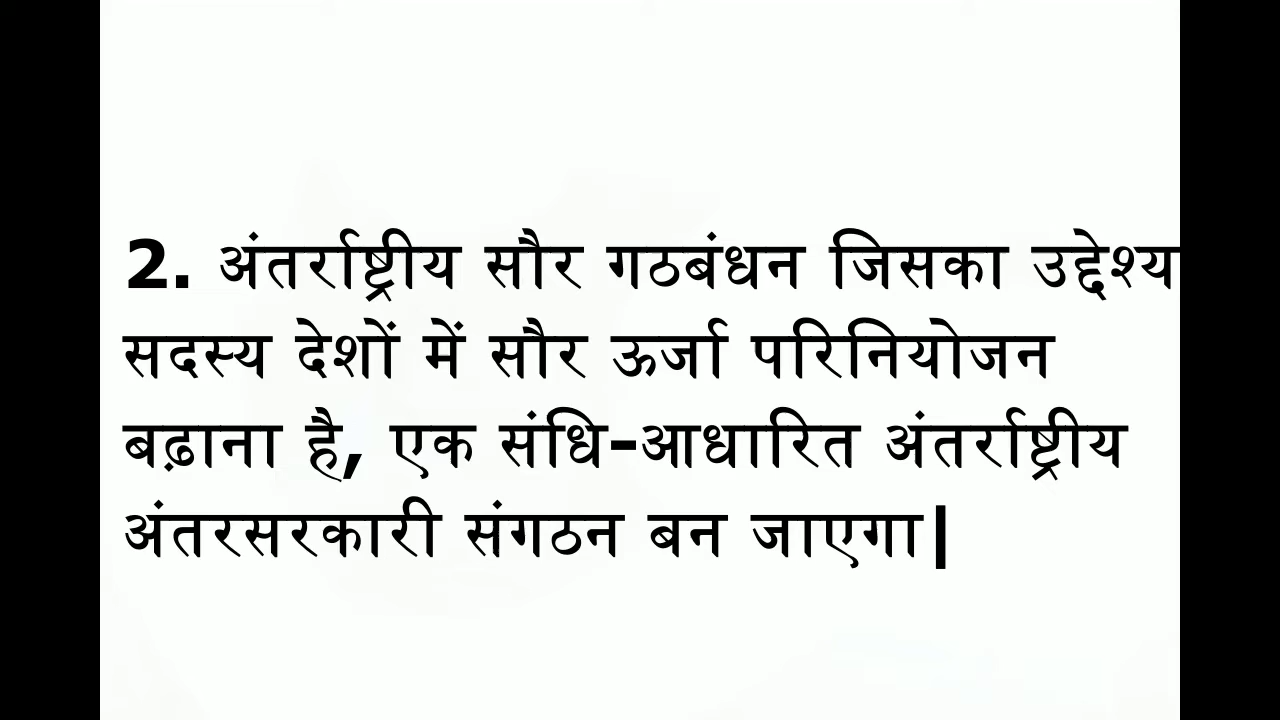 2. अंतर्राष्ट्रीय सौर गठबंधन जिसका उद्देश्य
सदस्य देशों में सौर ऊर्जा परिनियोजन
बढ़ाना है, एक संधि-आधारित अंतर्राष्ट्रीय
अंतरसरकारी संगठन बन जाएगा|